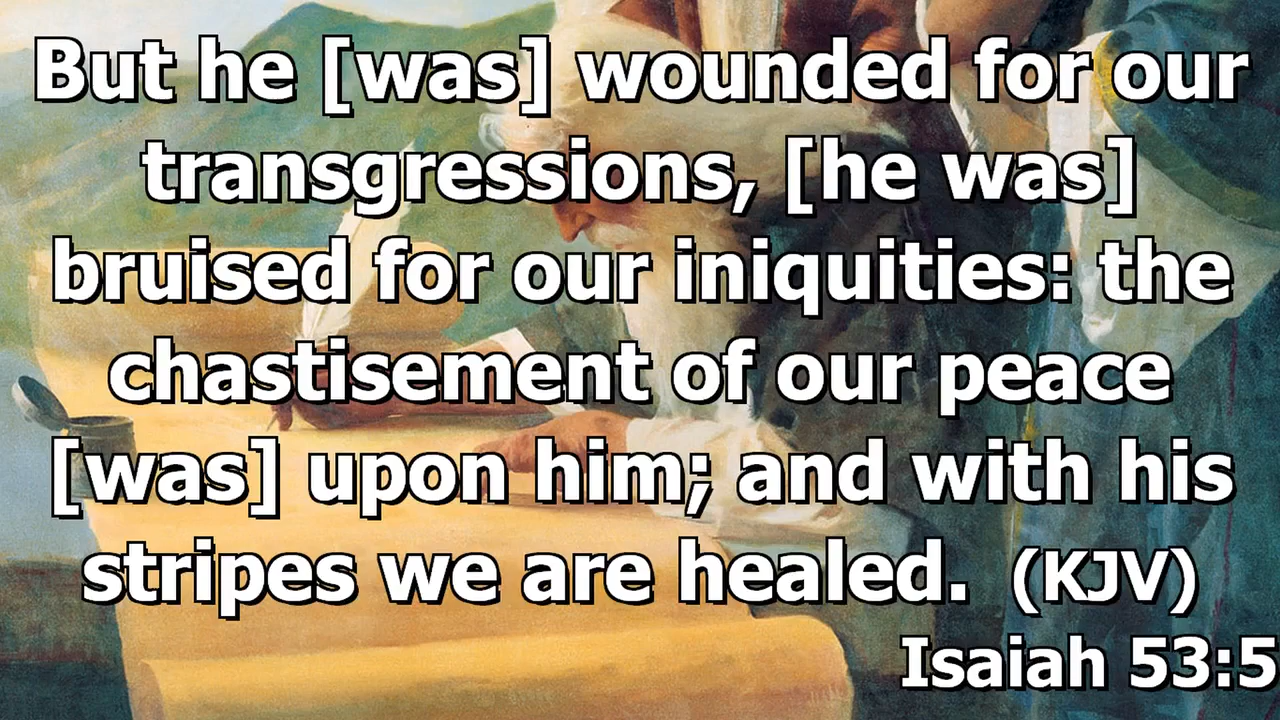 But he [was] wounded for our
transgressions, [he was]
bruised for our iniquities: the
chastisement of our peace
[was] upon him; and with his
stripes we are healed. (KJV)
Isaiah 53:5